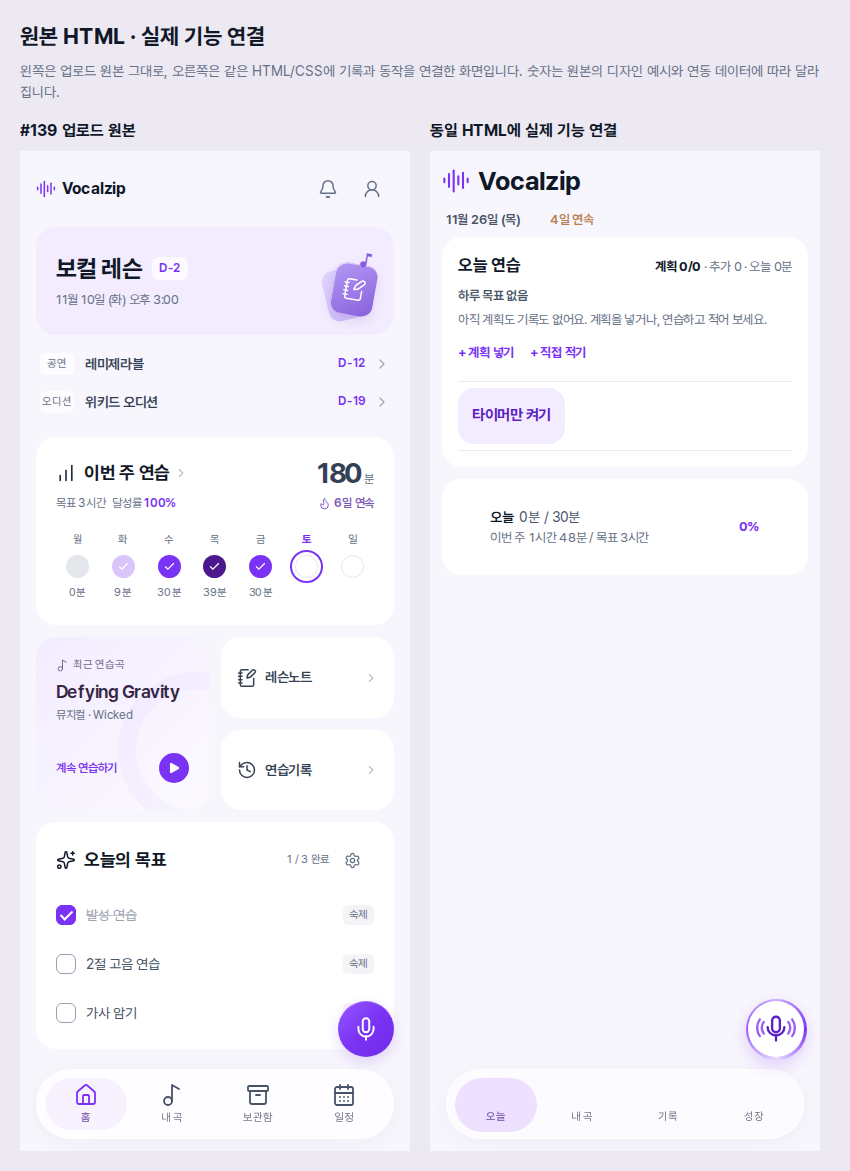 원본 HTML · 실제 기능 연결
왼쪽은 업로드 원본 그대로, 오른쪽은 같은 HTML/CSS에 기록과 동작을 연결한 화면입니다. 숫자는 원본의 디자인 예시와 연동 데이터에 따라 달라
집니다.
#139 업로드 원본
Vocalzip
보컬 레슨 D-2
11월 10일 (화) 오후 3:00
공연 레미제라블 D-12
오디션 위키드 오디션 D-19
이번 주 연습 180분
목표 3시간 달성률 100% 6일 연속
월 화 수 목 금 토 일
0분 9분 30분 39분 30분
최근 연습곡
Defying Gravity
뮤지컬 · Wicked
계속 연습하기
레슨노트
연습기록
오늘의 목표 1 / 3 완료
발성 연습 숙제
2절 고음 연습 숙제
가사 암기
홈 내 곡 보관함 일정
동일 HTML에 실제 기능 연결
Vocalzip
11월 26일 (목) 4일 연속
오늘 연습 계획 0/0 · 추가 0 · 오늘 0분
하루 목표 없음
아직 계획도 기록도 없어요. 계획을 넣거나, 연습하고 적어 보세요.
+ 계획 넣기 + 직접 적기
타이머만 켜기
오늘 0분 / 30분
이번 주 1시간 48분 / 목표 3시간
0%
오늘 내 곡 기록 성장